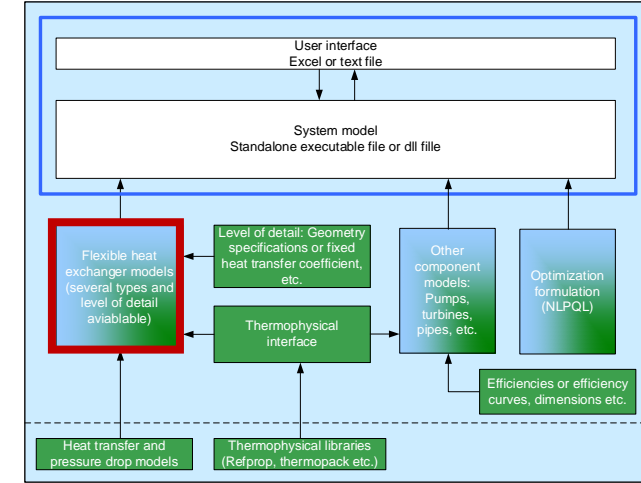 User interface
Excel or text file
System model
Standalone executable file or dll fille
Flexible heat
exchanger models
(several types and
level of detail
aviablable)
Level of detail: Geometry
specifications or fixed
heat transfer coefficient,
etc.
Other
component
models:
Pumps,
turbines,
pipes, etc.
Optimization
formulation
(NLPQL)
Thermophysical
interface
Efficiencies or efficiency
curves, dimensions etc.
Heat transfer and
pressure drop models
Thermophysical libraries
(Refprop, thermopack etc.)